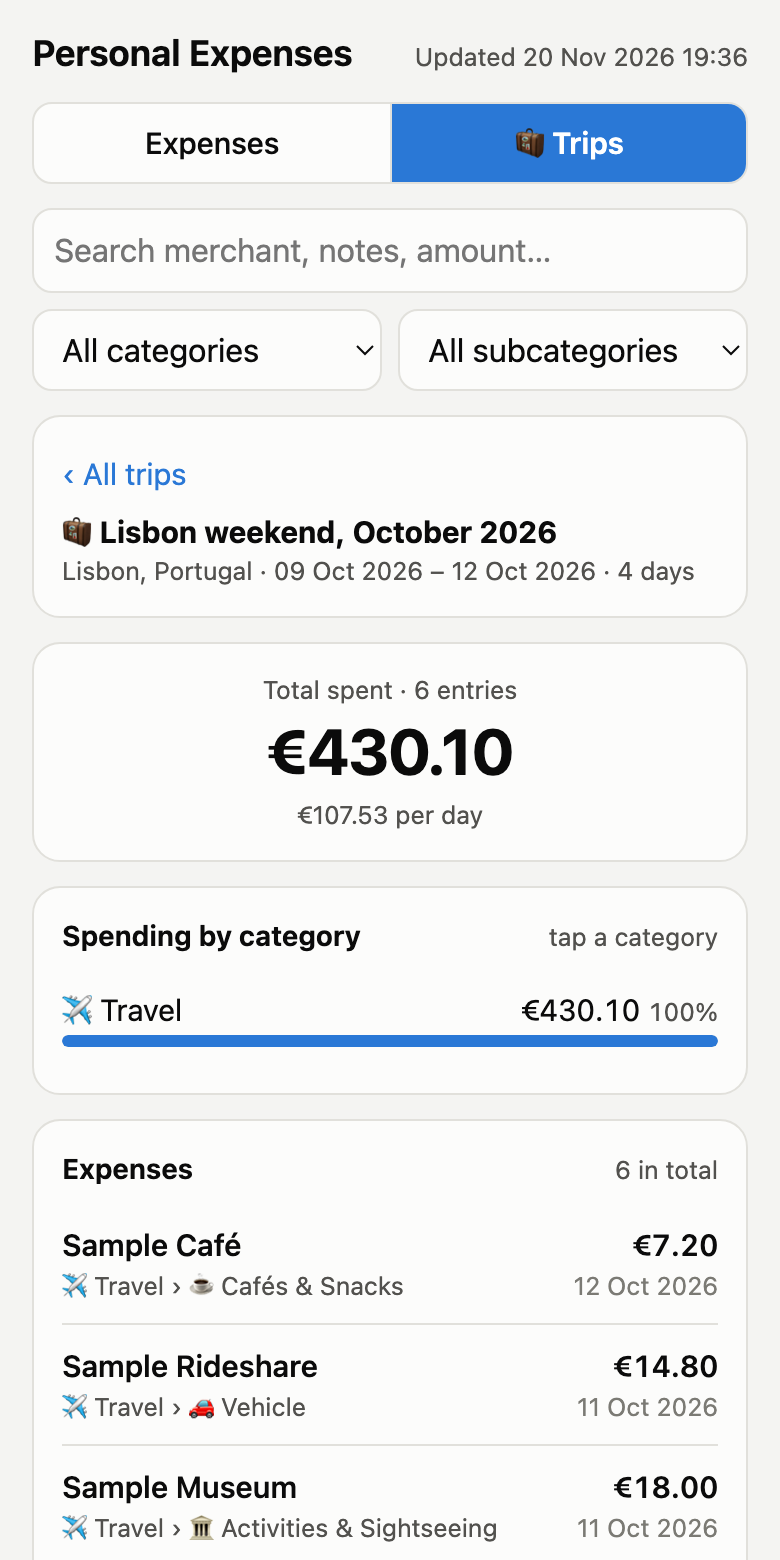 Personal Expenses Updated 20 Nov 2026 19:36
Expenses 🧳 Trips
Search merchant, notes, amount...
All categories All subcategories
‹ All trips
🧳 Lisbon weekend, October 2026
Lisbon, Portugal · 09 Oct 2026 – 12 Oct 2026 · 4 days
Total spent · 6 entries
€430.10
€107.53 per day
Spending by category tap a category
✈️ Travel €430.10 100%
Expenses 6 in total
Sample Café €7.20
✈️ Travel › ☕ Cafés & Snacks 12 Oct 2026
Sample Rideshare €14.80
✈️ Travel › 🚗 Vehicle 11 Oct 2026
Sample Museum €18.00
✈️ Travel › 🏛️ Activities & Sightseeing 11 Oct 2026